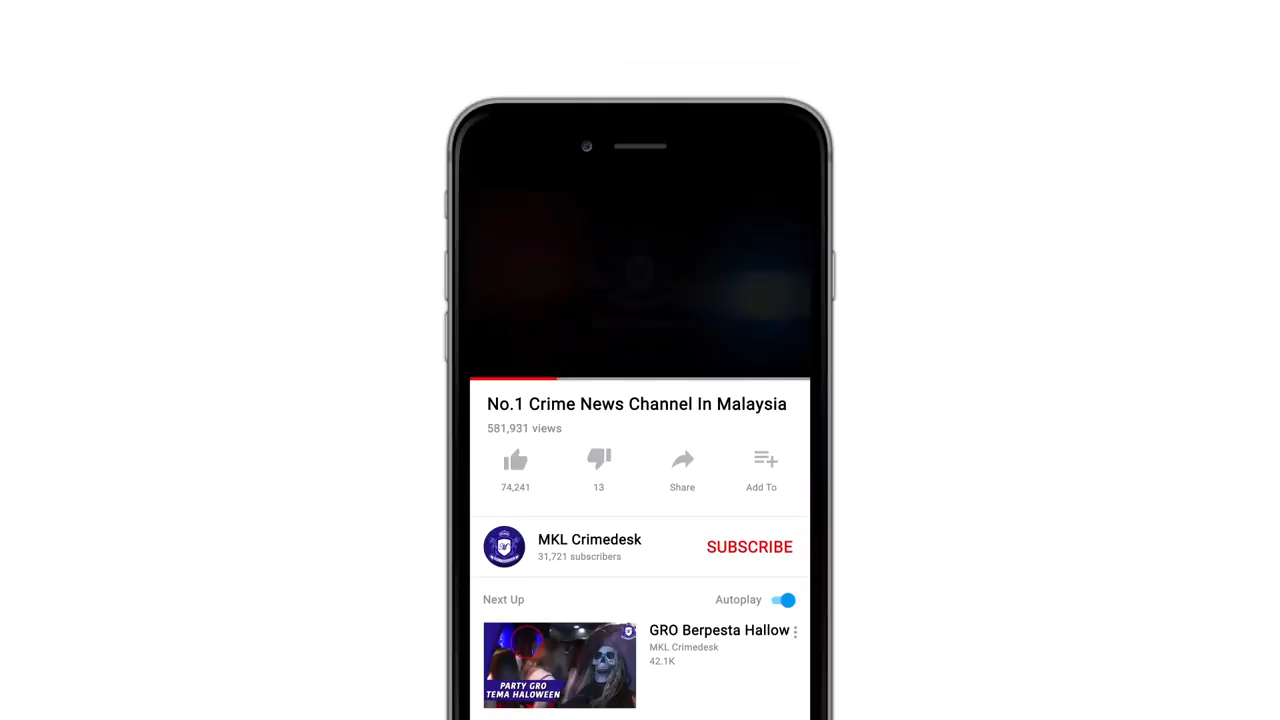 No.1 Crime News Channel In Malaysia
581,931 views
74,241
13
Share
Add To
MKL Crimedesk
31,721 subscribers
SUBSCRIBE
Next Up
Autoplay
GRO Berpesta Hallow
MKL Crimedesk
42.1K
PARTY GRO
TEMA HALOWEEN